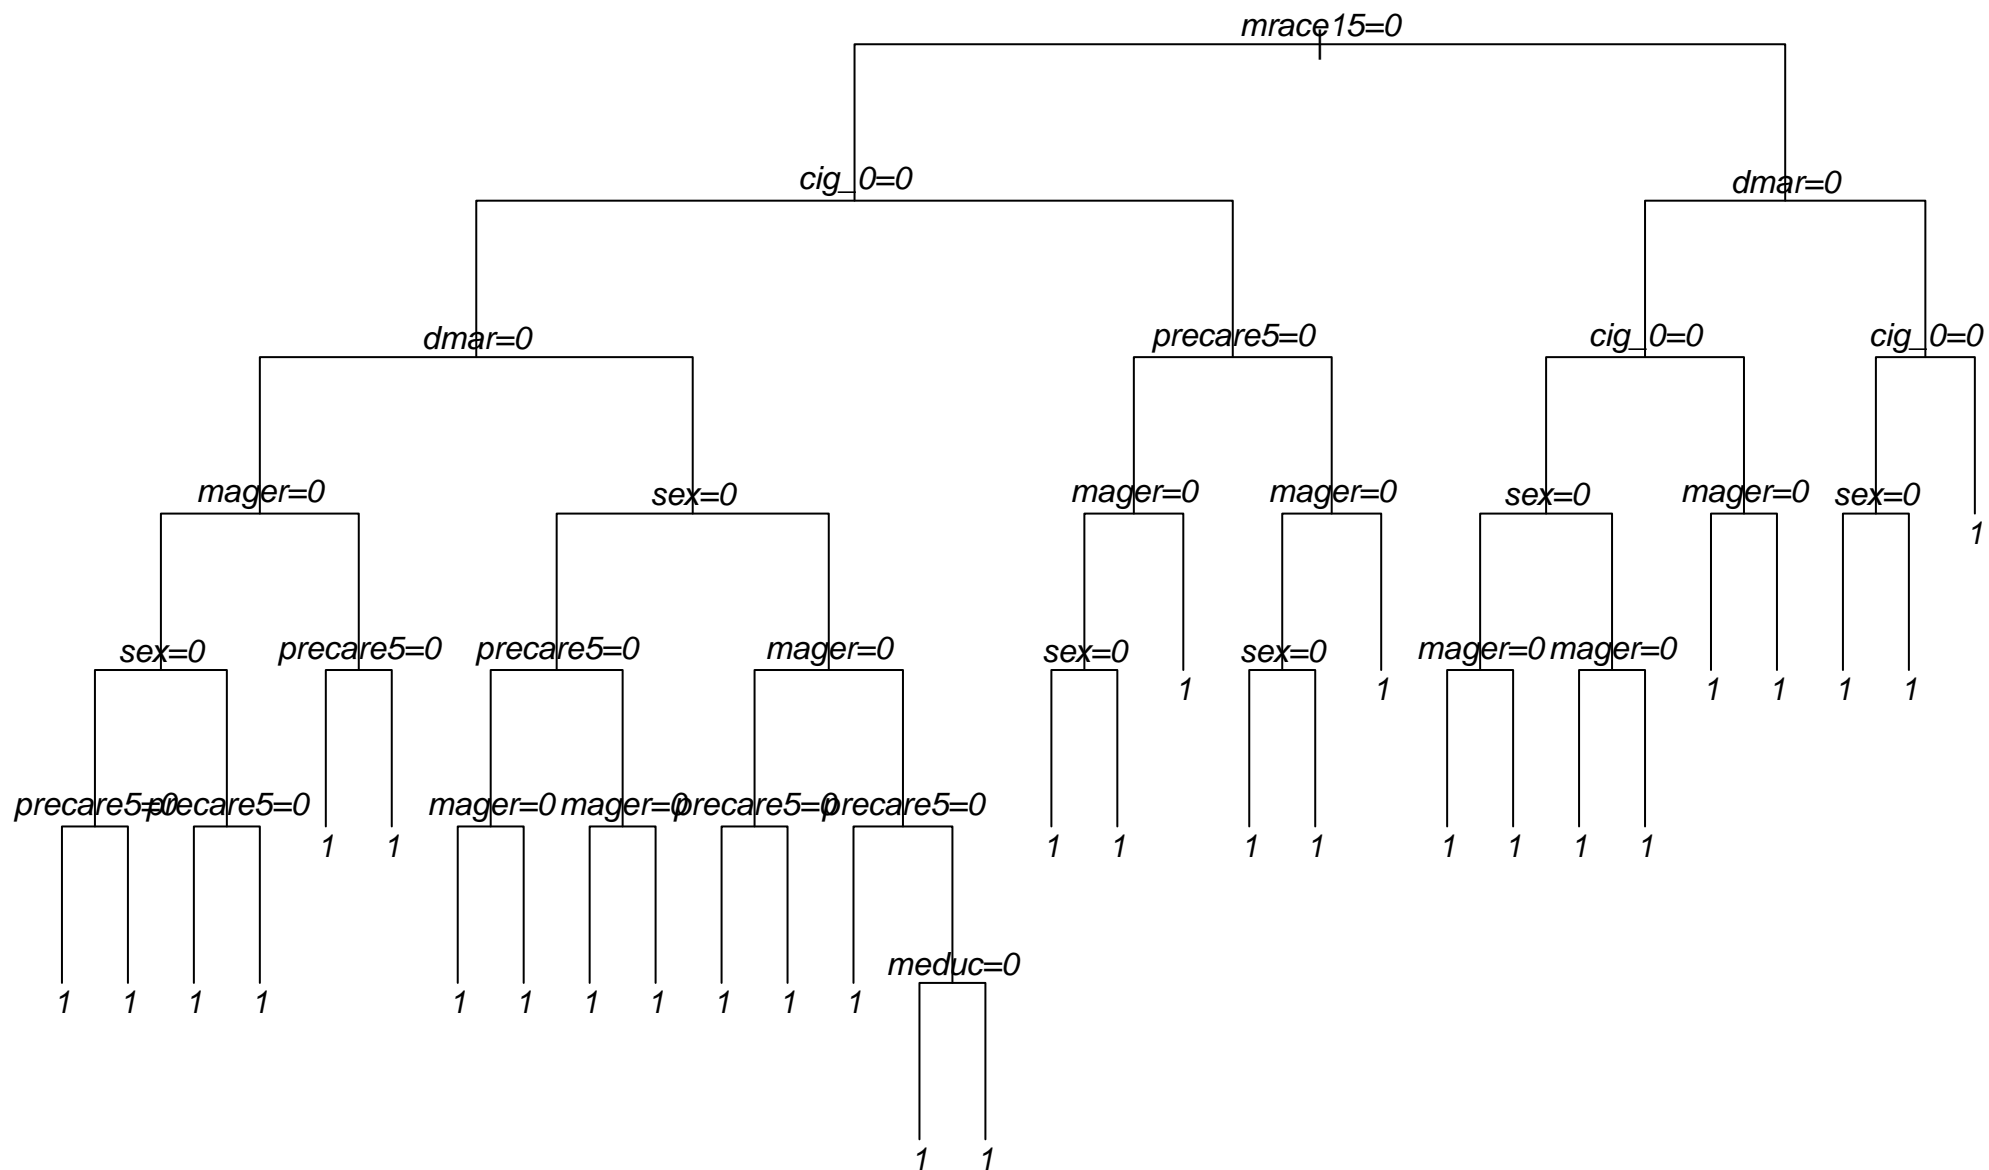 mrace15=0
cig_0=0 dmar=0
dmar=0 precare5=0 cig_0=0 cig_0=0
mager=0 sex=0 mager=0 mager=0 sex=0 mager=0 sex=0 1
sex=0 precare5=0 precare5=0 mager=0 sex=0 1 sex=0 1 mager=0 mager=0 1 1 1 1
precare5=0 precare5=0 1 1 mager=0 mager=0 precare5=0 precare5=0 1 1 1 1 1 1 1 1
1 1 1 1 1 1 1 1 1 1 1 meduc=0
1 1